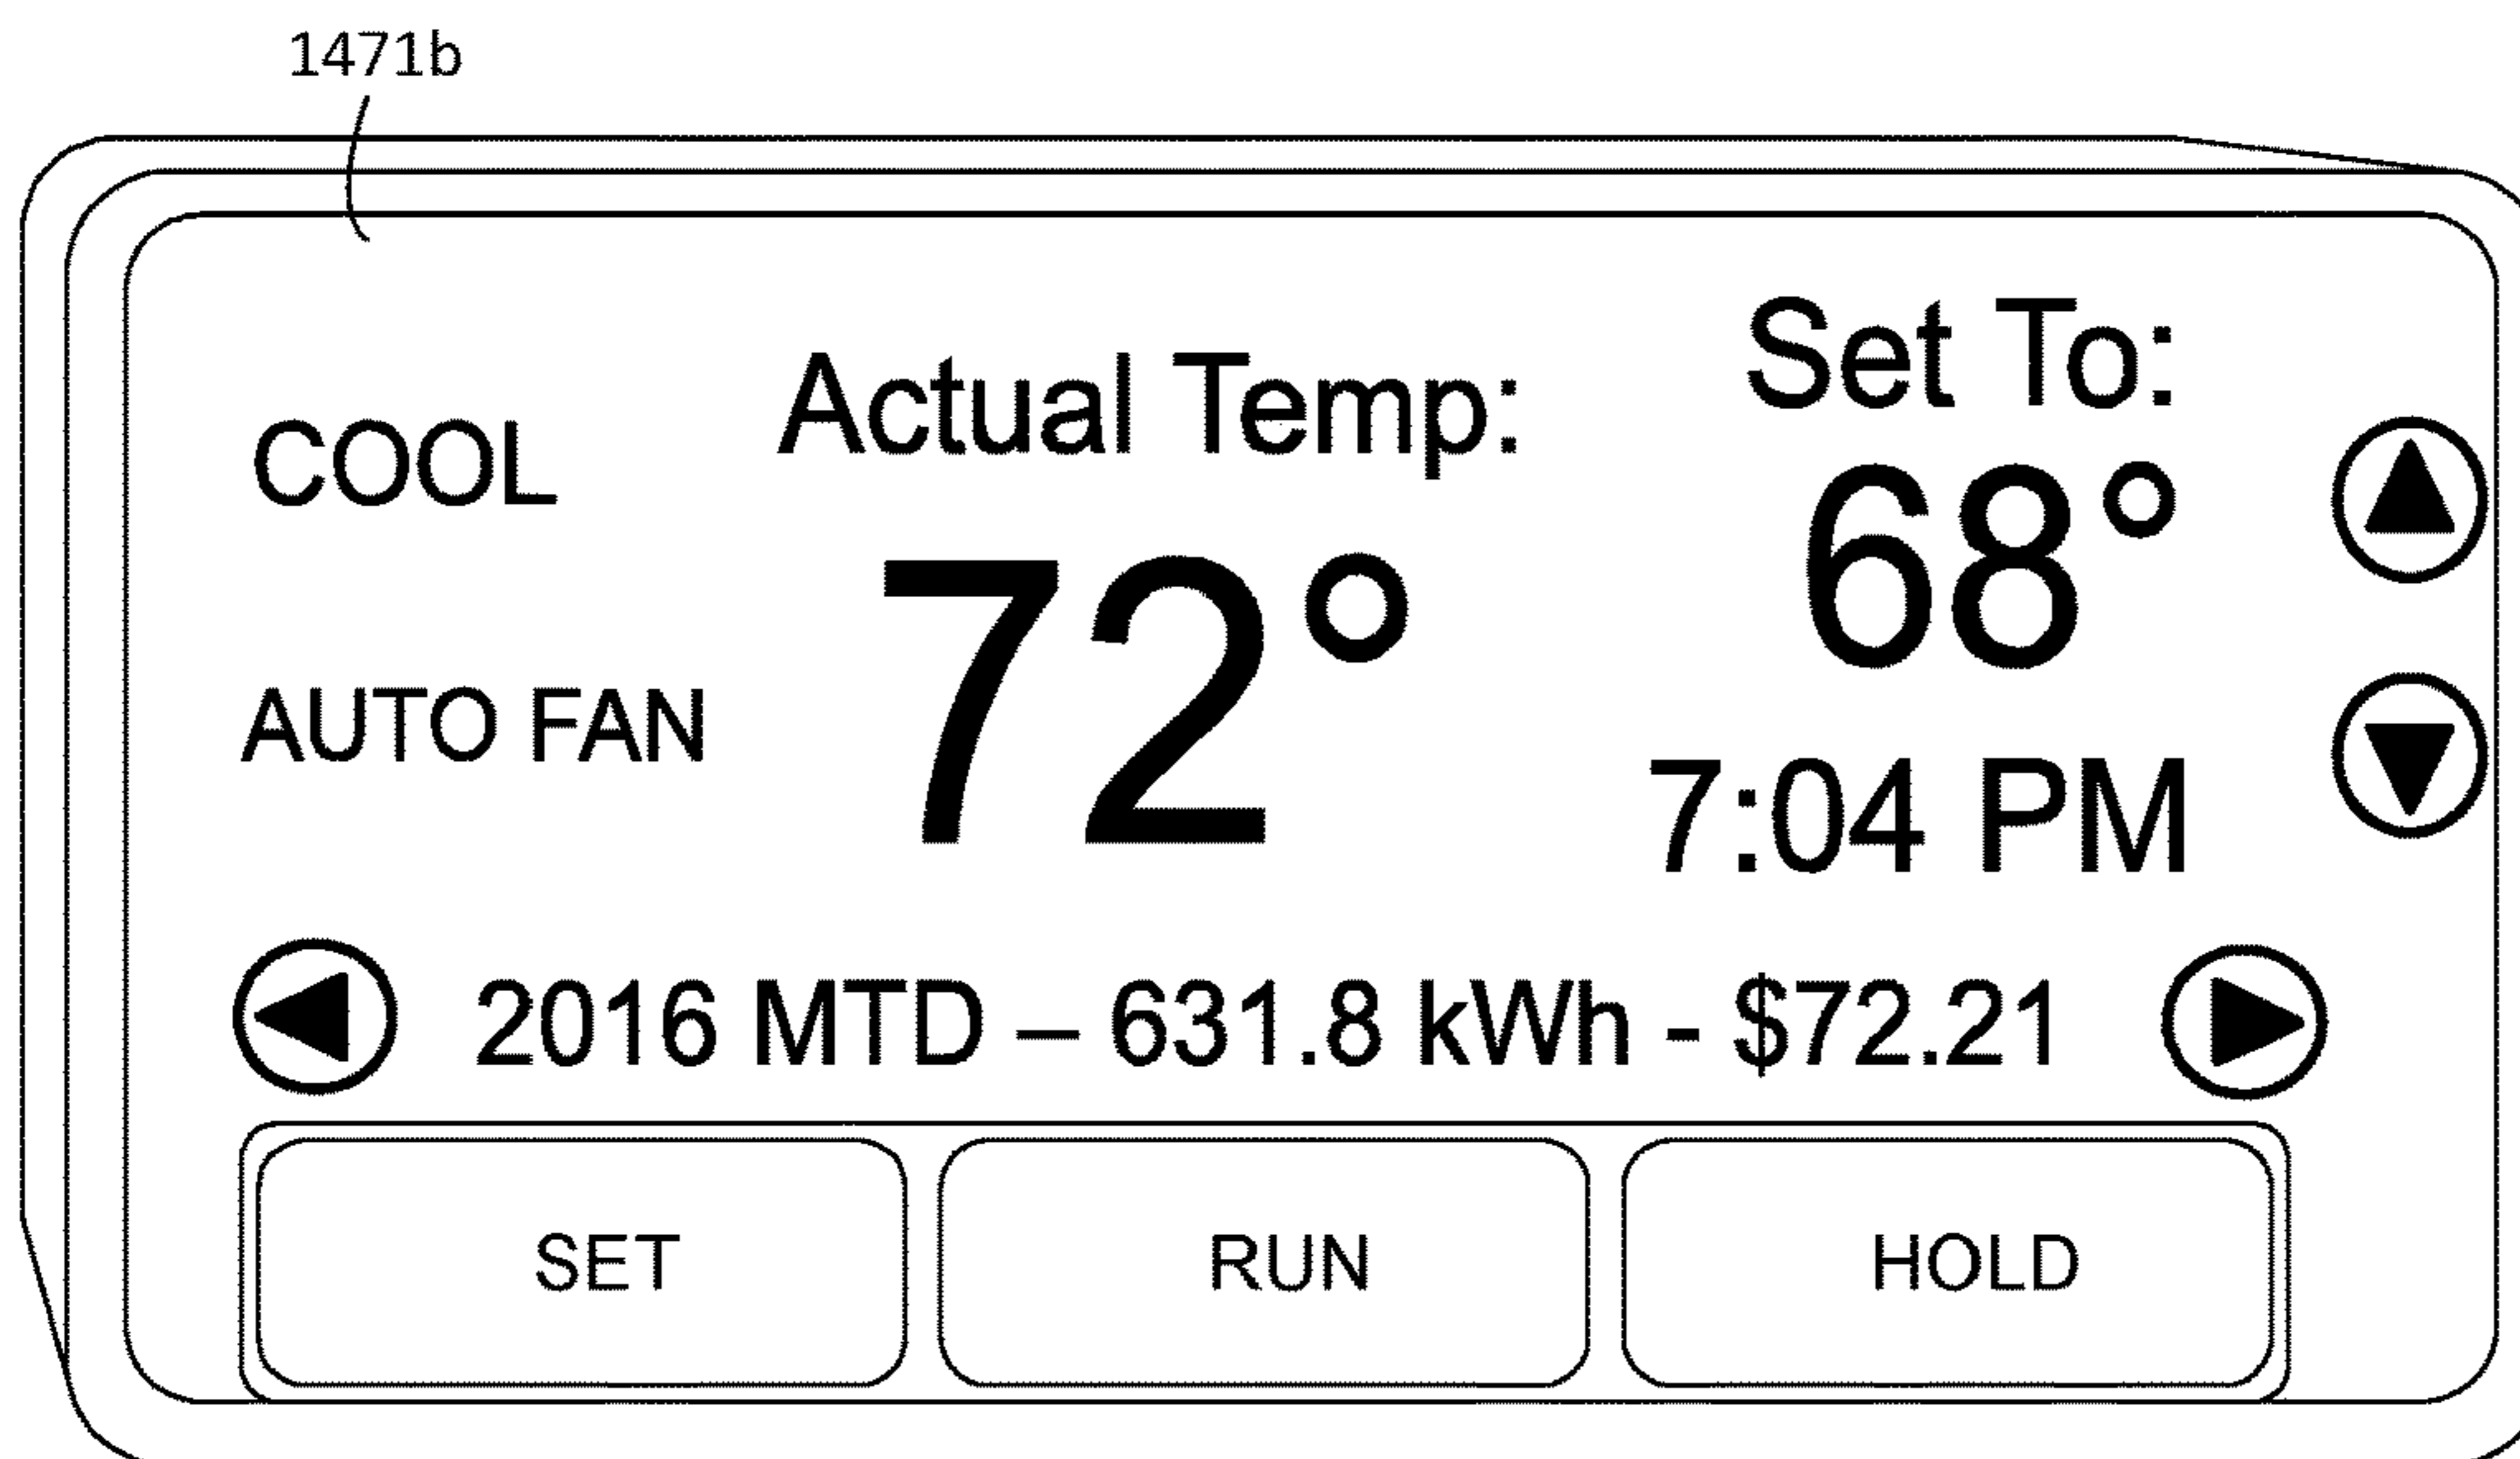 1471b
Set To:
Actual Temp:
COOL
68°
72°
AUTO FAN
7:04 PM
2016 MTD – 631.8 kWh - $72.21
SET
RUN
HOLD